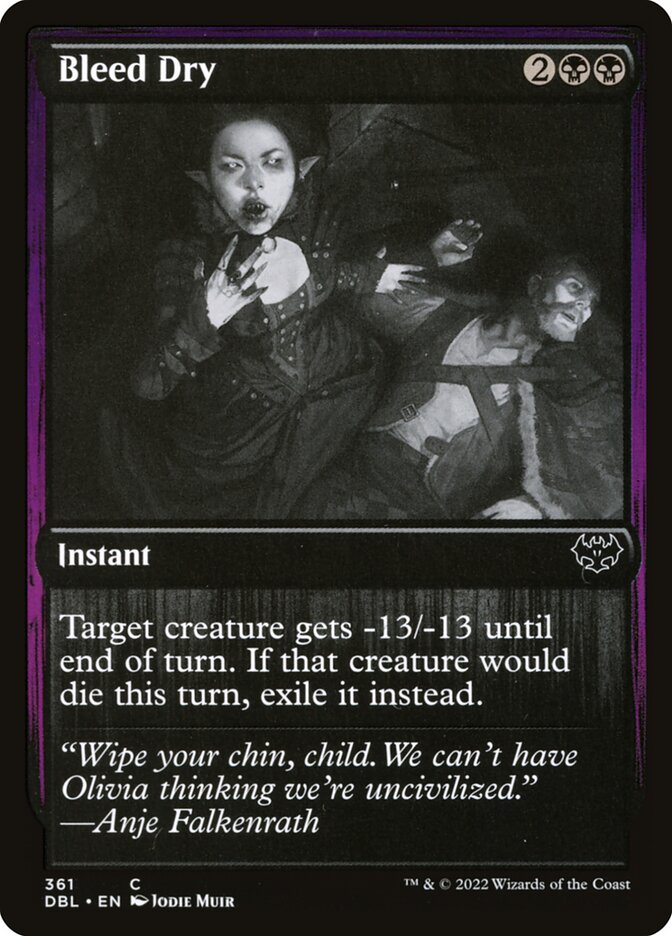 Bleed Dry 2
Instant
Target creature gets -13/-13 until
end of turn. If that creature would
die this turn, exile it instead.
“Wipe your chin, child. We can’t have
Olivia thinking we’re uncivilized.”
—Anje Falkenrath
361 C
DBL • EN Jodie Muir ™ & © 2022 Wizards of the Coast